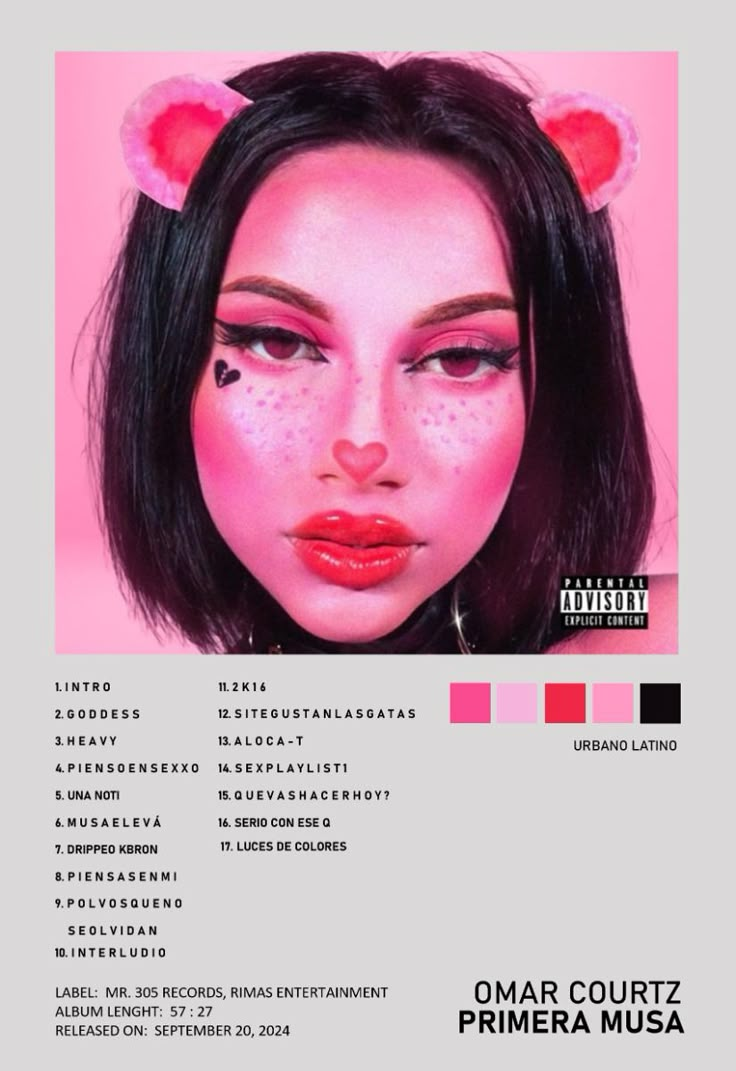 PARENTAL
ADVISORY
EXPLICIT CONTENT
1. INTRO
2. GODDESS
3. HEAVY
4. PIENSOENSEXXO
5. UNA NOTI
6. MUSAELEVÁ
7. DRIPPEO KBRON
8. PIENSASENMI
9. POLVOSQUENO
SEOLVIDAN
10. INTERLUDIO
11. 2K16
12. SITEGUSTANLASGATAS
13. ALOCA-T
14. SEXPLAYLIST1
15. QUEVASHACERHOY?
16. SERIO CON ESE Q
17. LUCES DE COLORES
URBANO LATINO
LABEL: MR. 305 RECORDS, RIMAS ENTERTAINMENT
ALBUM LENGHT: 57 : 27
RELEASED ON: SEPTEMBER 20, 2024
OMAR COURTZ
PRIMERA MUSA